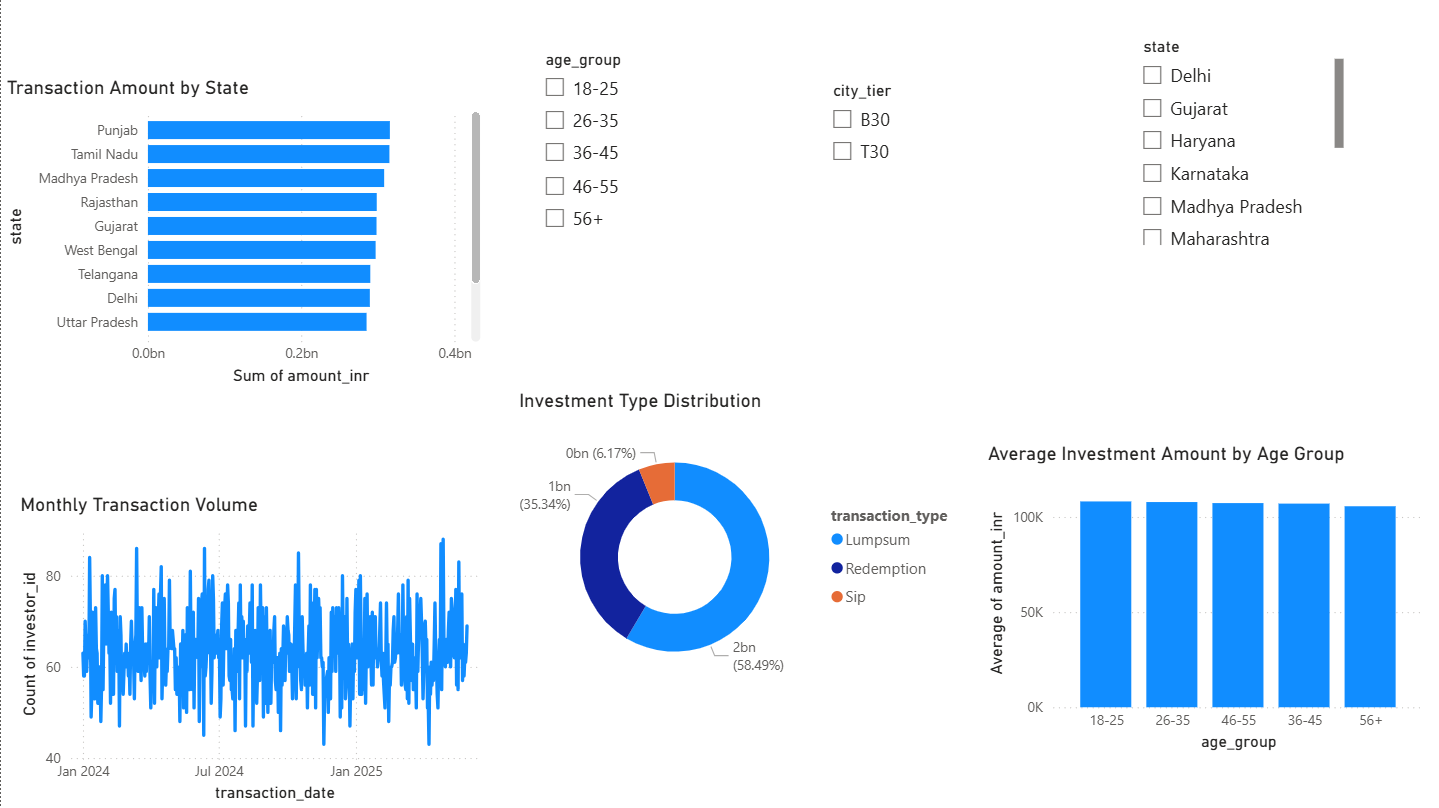 Transaction Amount by State
state
Punjab
Tamil Nadu
Madhya Pradesh
Rajasthan
Gujarat
West Bengal
Telangana
Delhi
Uttar Pradesh
0.0bn 0.2bn 0.4bn
Sum of amount_inr
age_group
18-25
26-35
36-45
46-55
56+
city_tier
B30
T30
state
Delhi
Gujarat
Haryana
Karnataka
Madhya Pradesh
Maharashtra
Monthly Transaction Volume
Count of investor_id
80
60
40
Jan 2024 Jul 2024 Jan 2025
transaction_date
Investment Type Distribution
0bn (6.17%)
1bn
(35.34%)
2bn
(58.49%)
transaction_type
Lumpsum
Redemption
Sip
Average Investment Amount by Age Group
Average of amount_inr
100K
50K
0K
18-25 26-35 46-55 36-45 56+
age_group